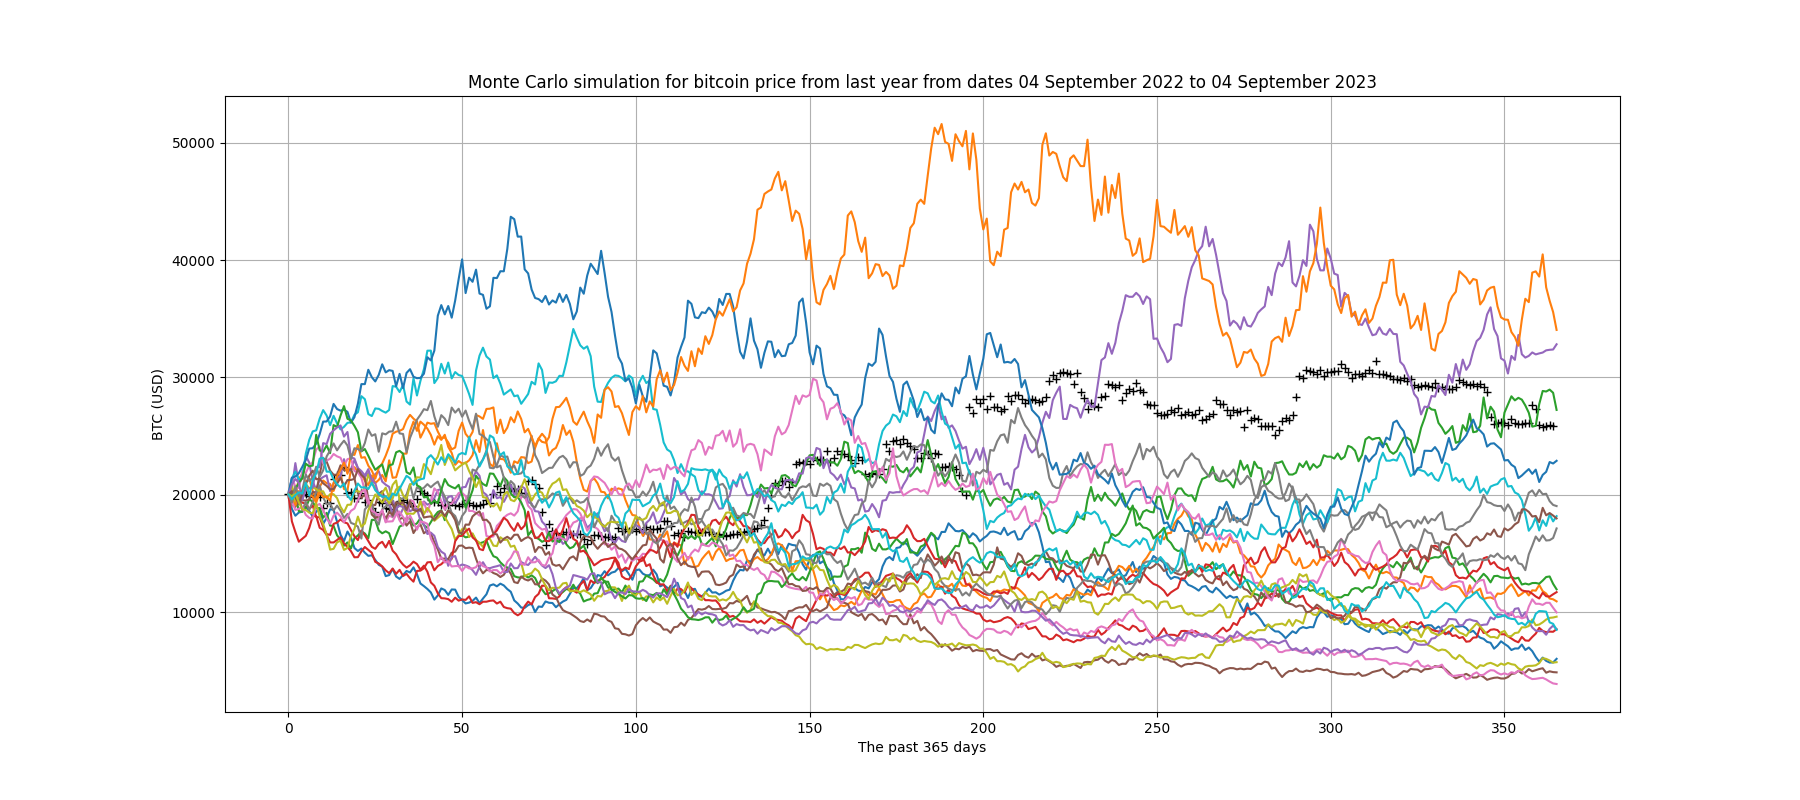 Monte Carlo simulation for bitcoin price from last year from dates 04 September 2022 to 04 September 2023
50000
40000
30000
20000
10000
BTC (USD)
0 50 100 150 200 250 300 350
The past 365 days